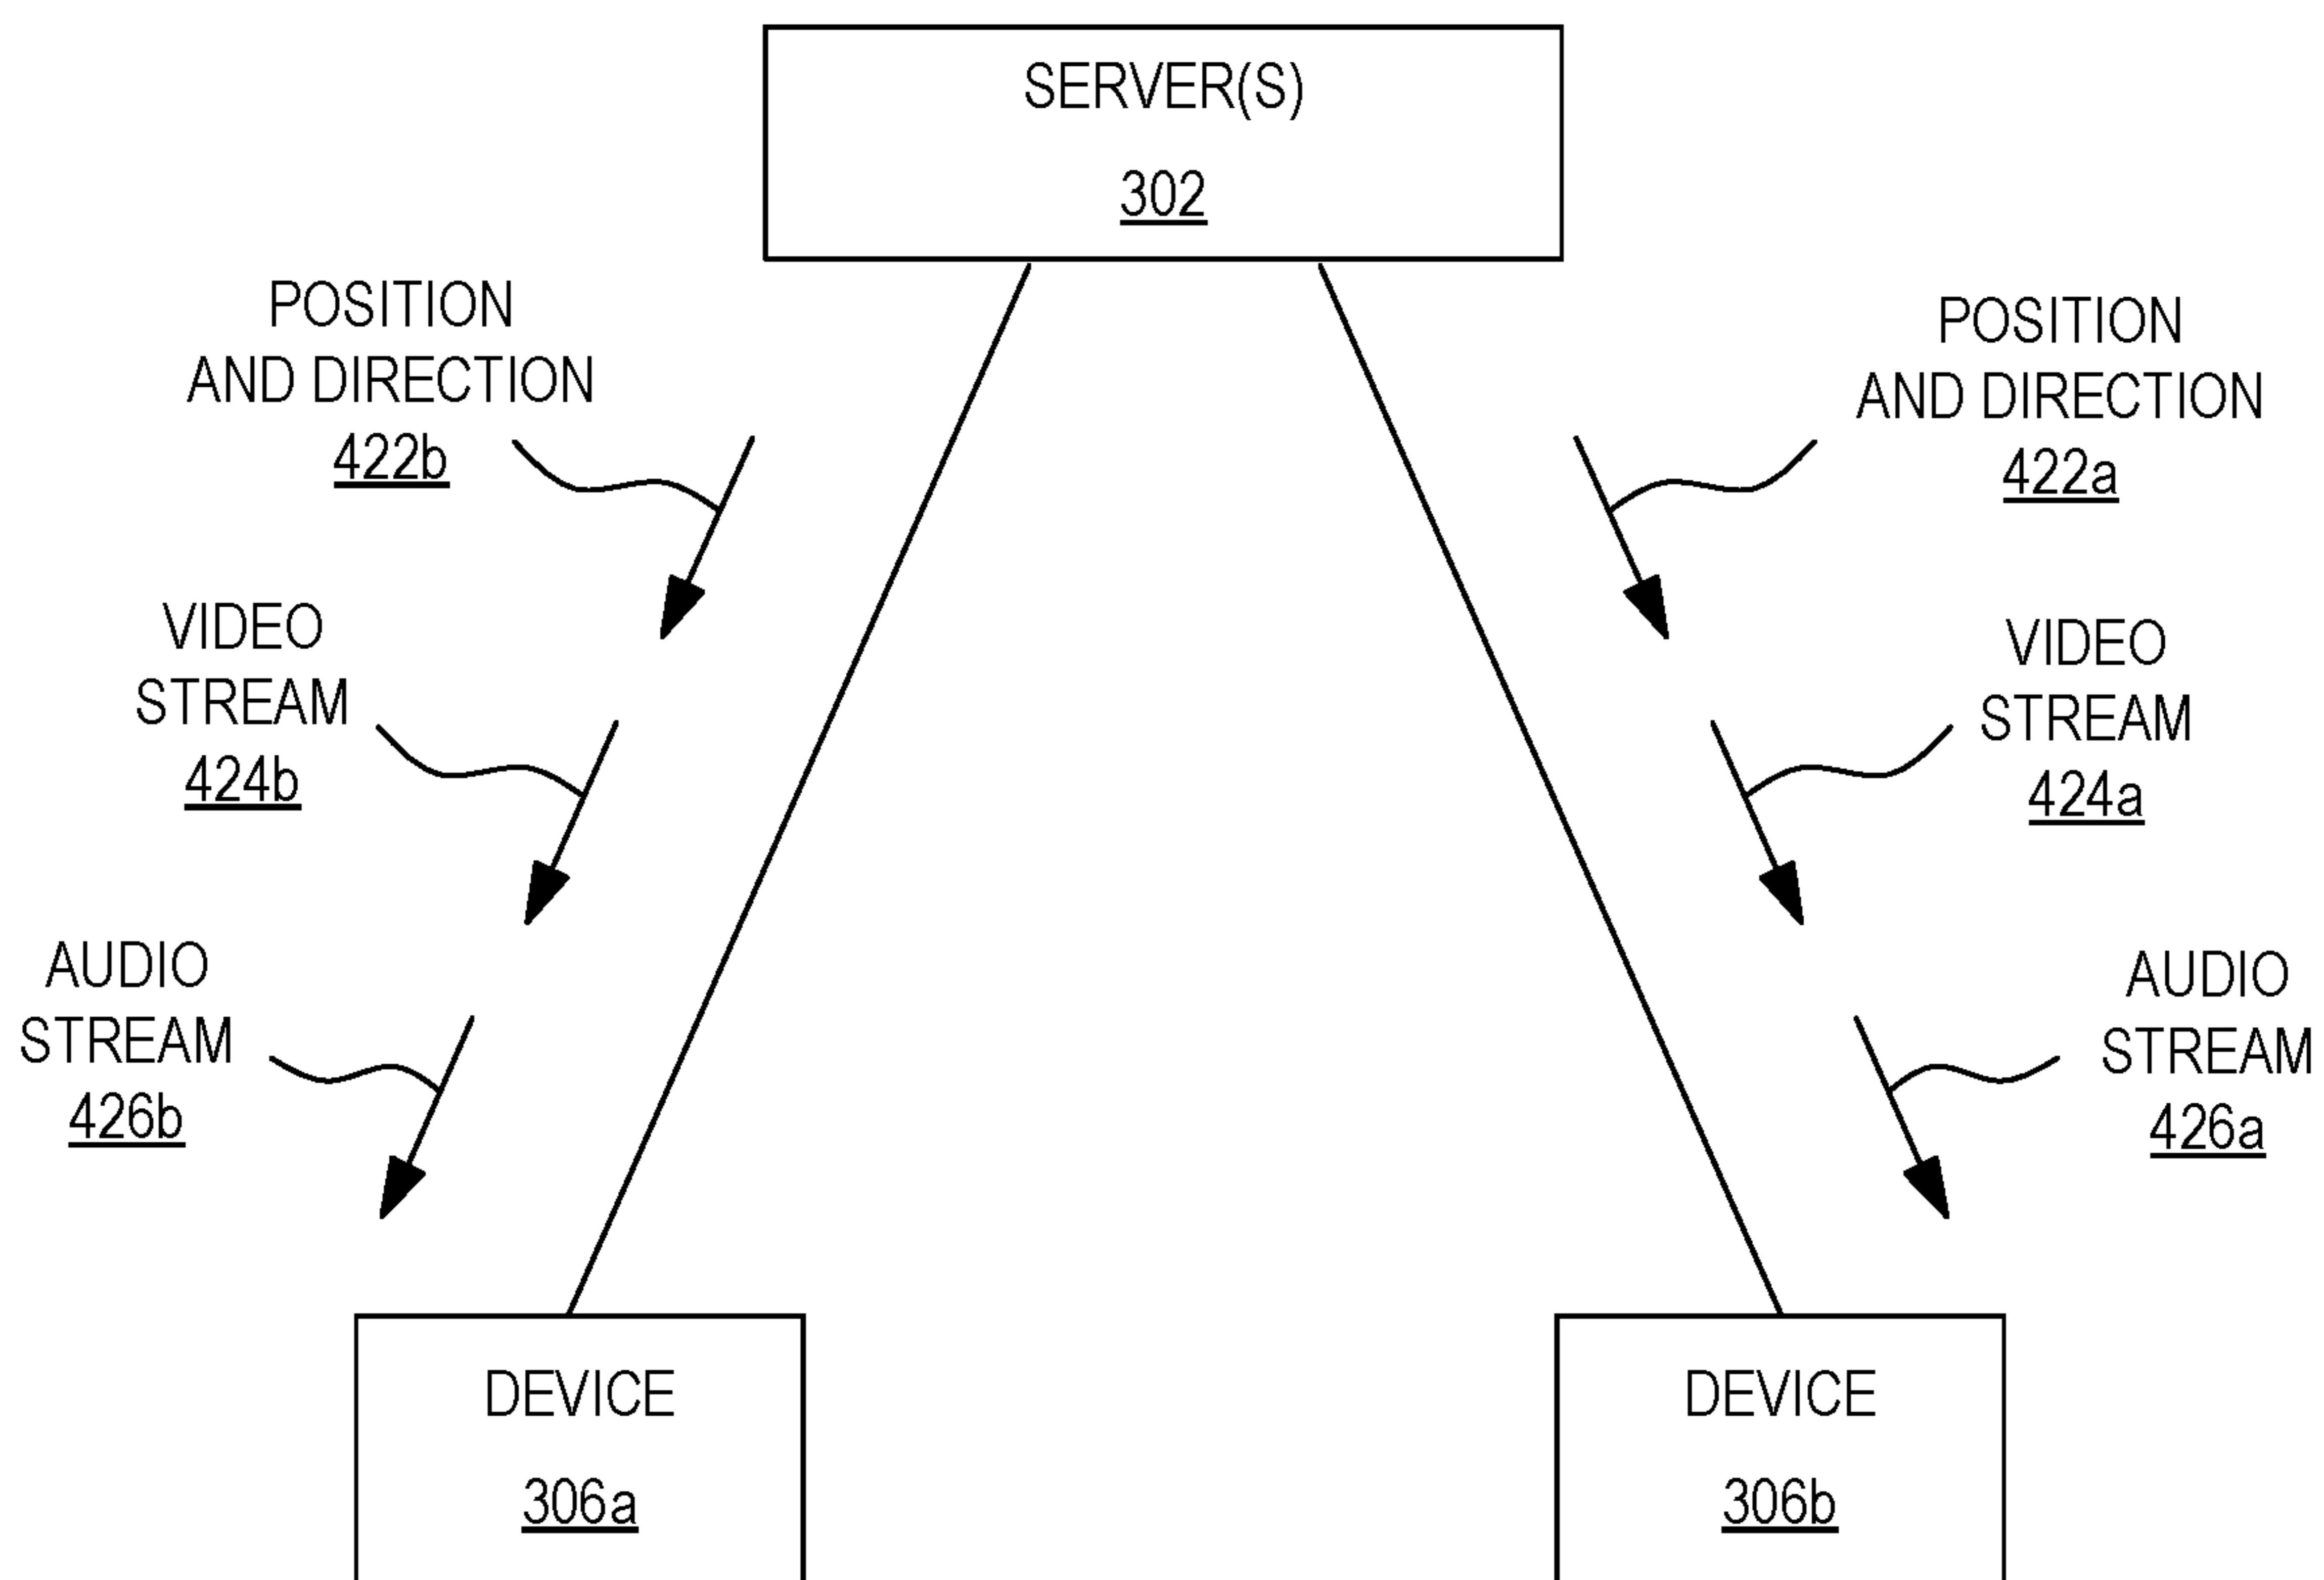 SERVER(S)
302
POSITION
AND DIRECTION
422b
POSITION
AND DIRECTION
422a
VIDEO
STREAM
424b
VIDEO
STREAM
424a
AUDIO
STREAM
426b
AUDIO
STREAM
426a
DEVICE
306a
DEVICE
306b